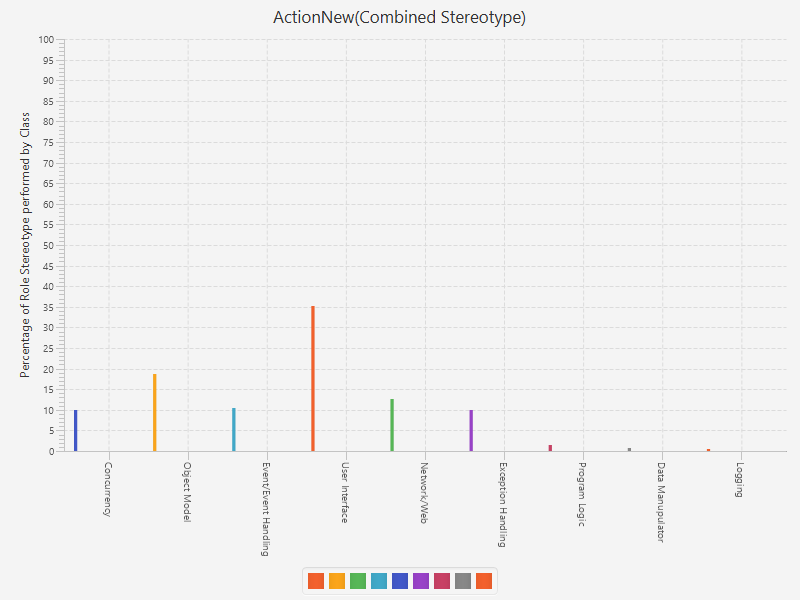 ActionNew(Combined Stereotype)
Percentage of Role Stereotype performed by Class
100
95
90
85
80
75
70
65
60
55
50
45
40
35
30
25
20
15
10
5
0
Concurrency
Object Model
Event/Event Handling
User Interface
Network/Web
Exception Handling
Program Logic
Data Manupulator
Logging